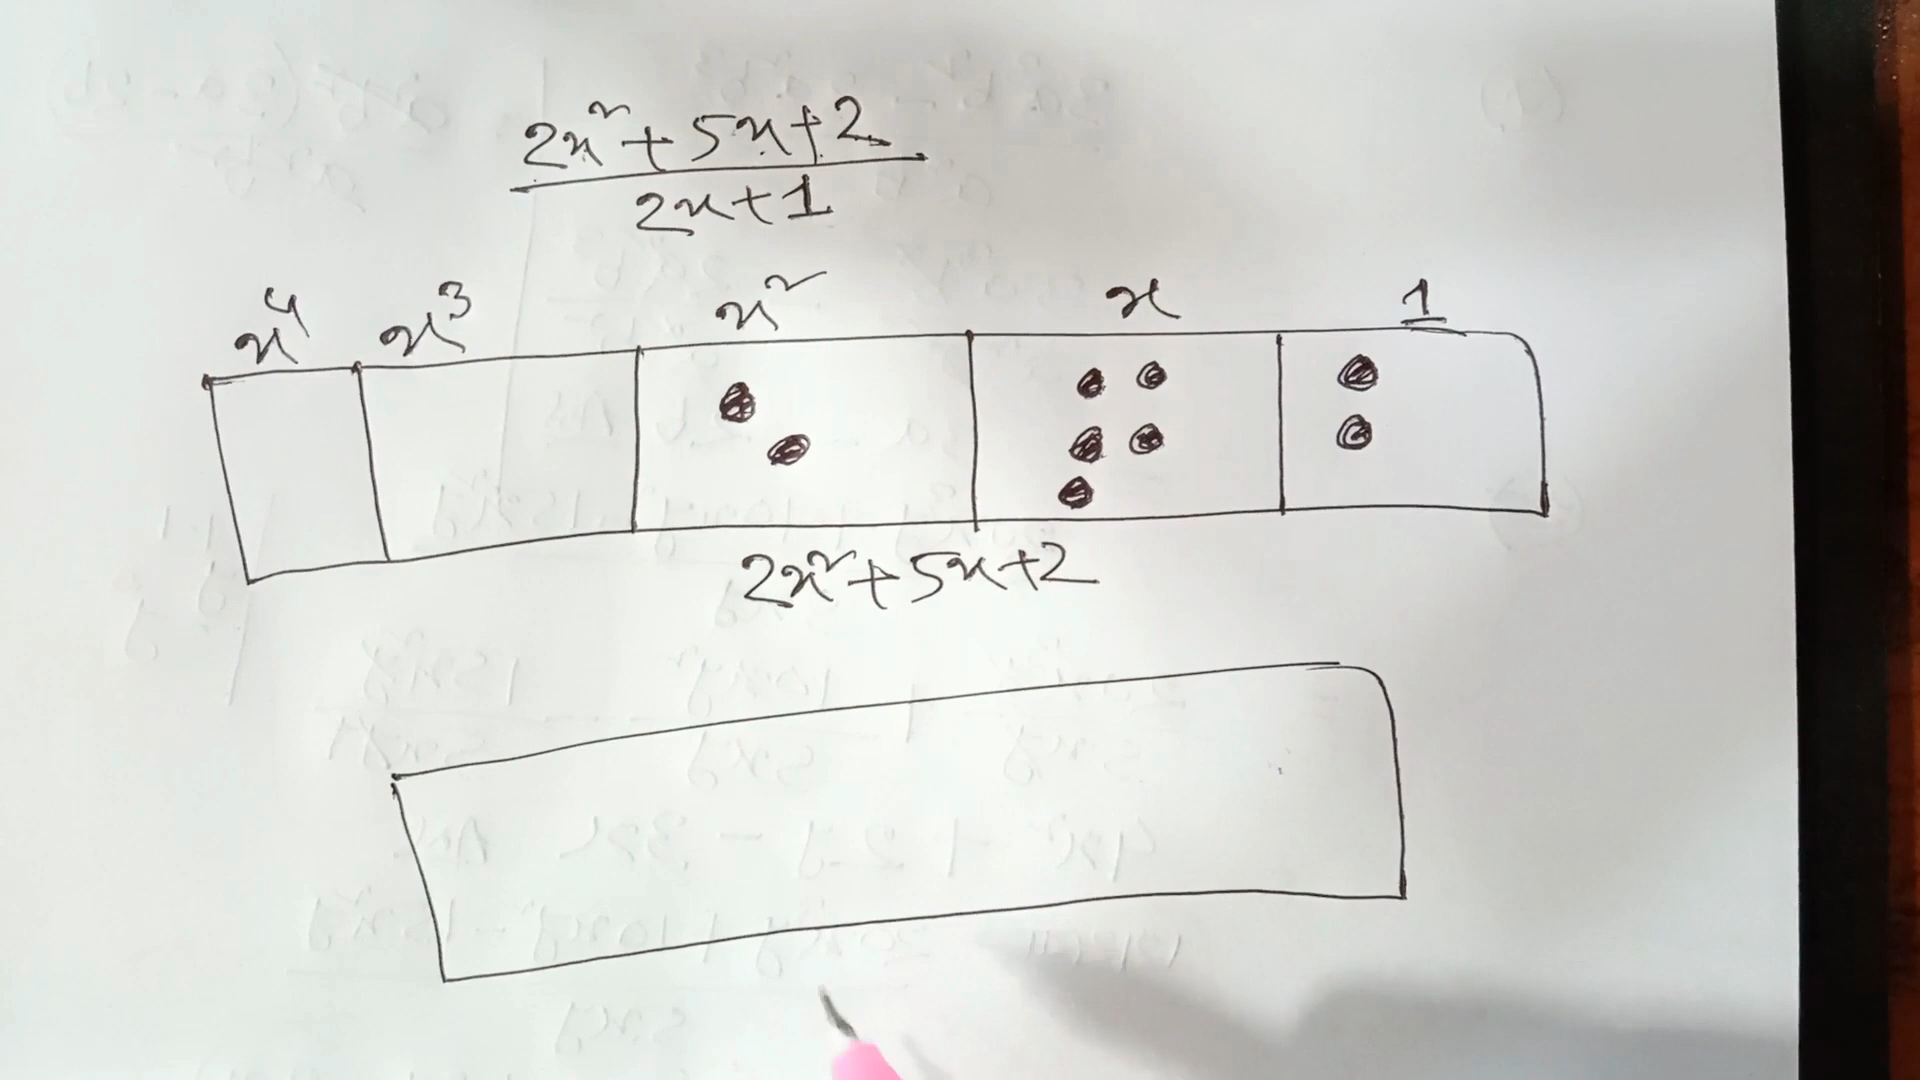 2x²+5x+2
2x+1
x⁴ x³ x² x 1
2x²+5x+2